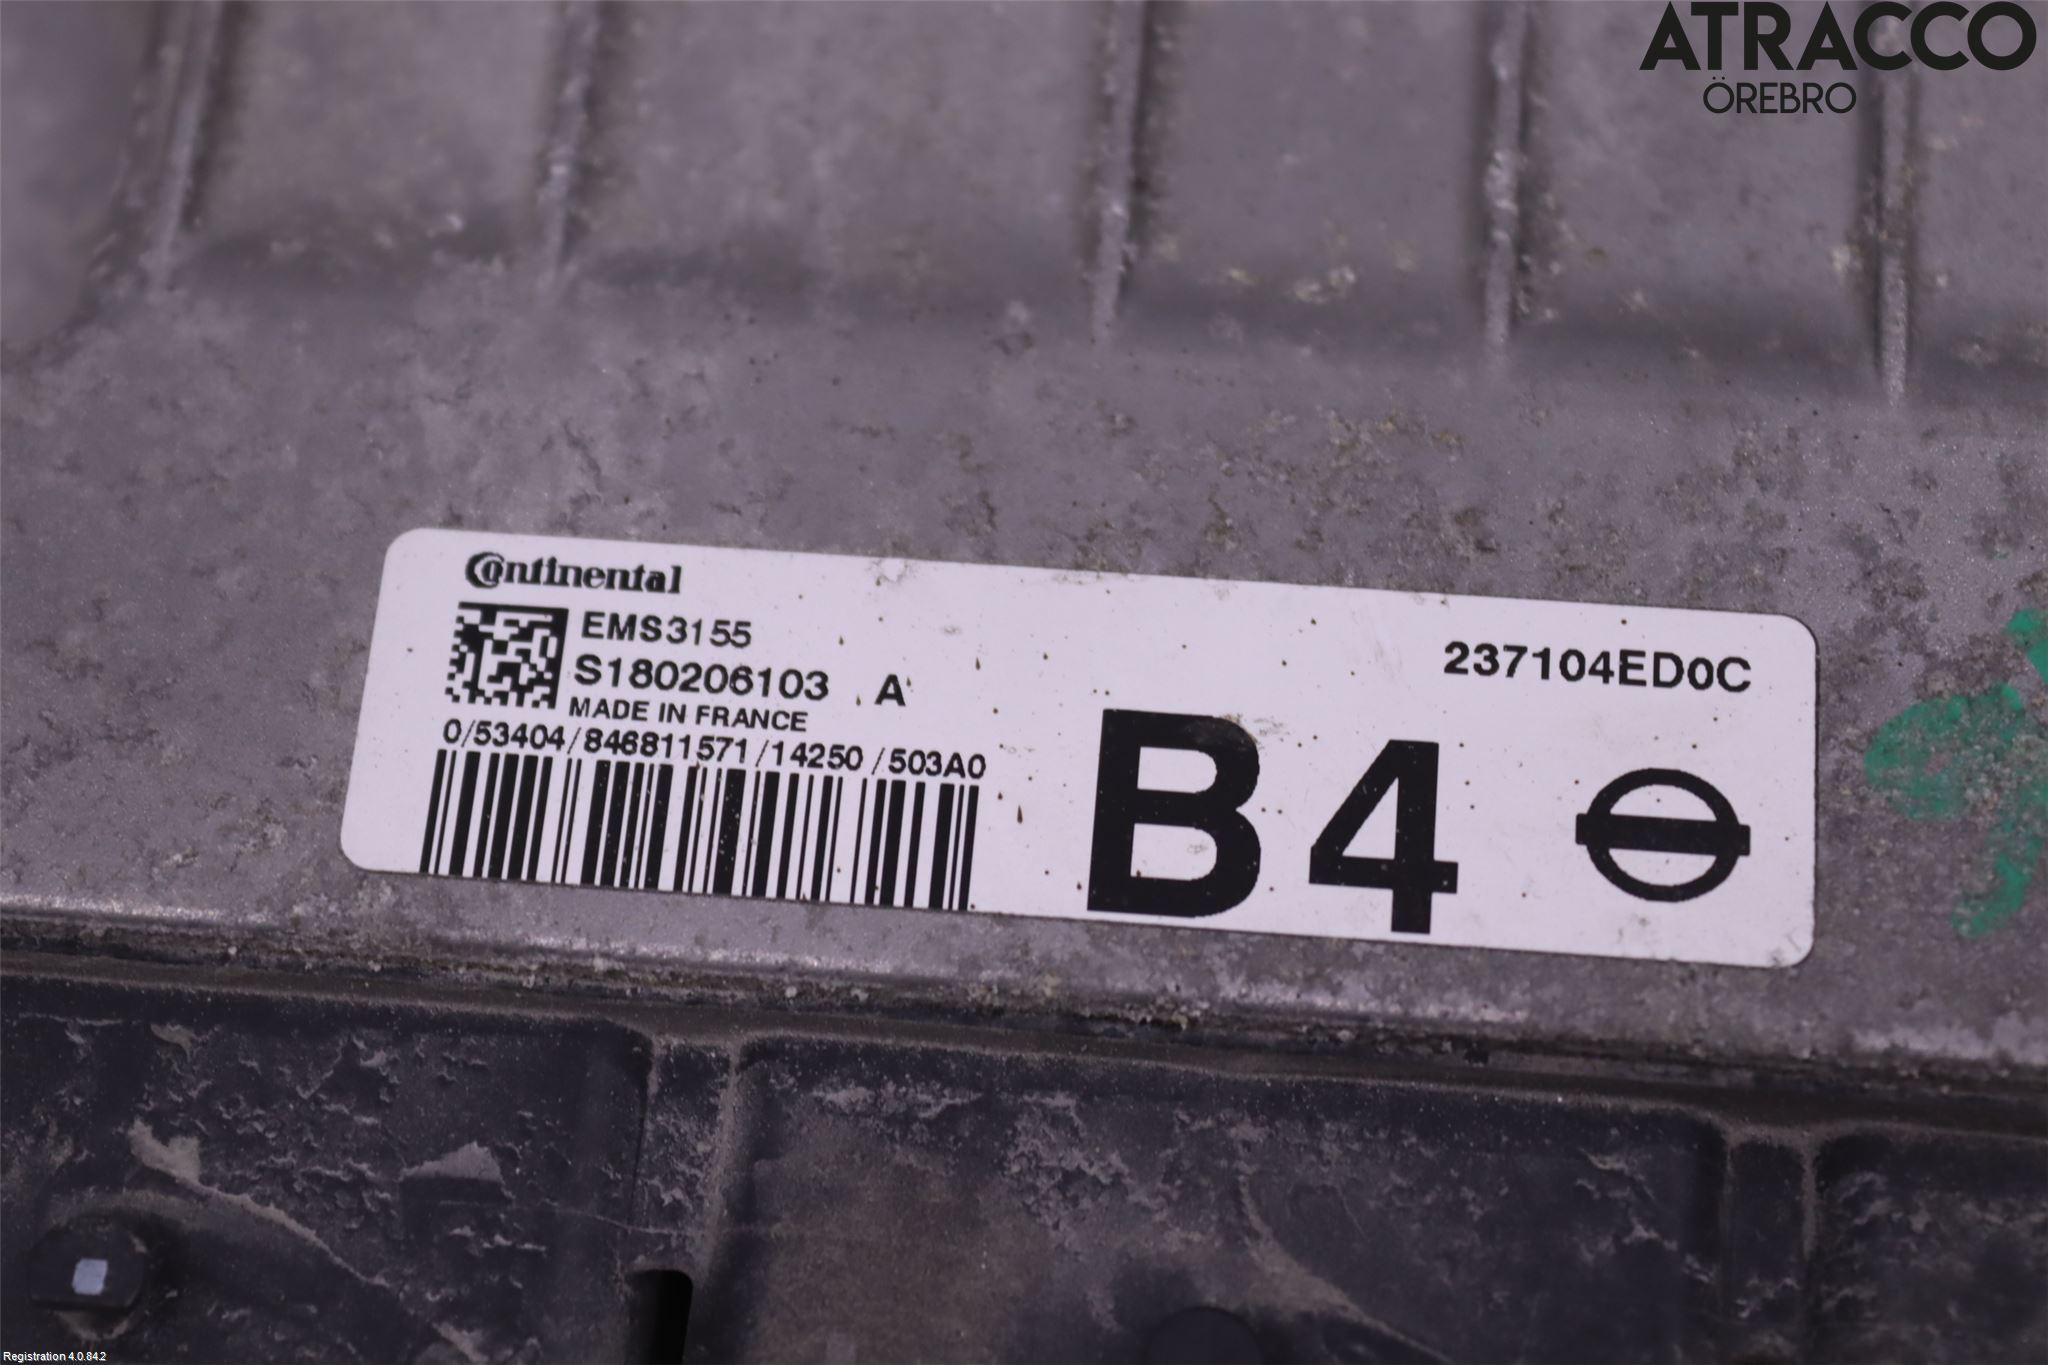 ATRACCO
ÖREBRO
Continental
EMS3155
237104ED0C
S180206103 A
MADE IN FRANCE
0/53404/846811571/14250/503A0
B4
Registration 4.0.84.2